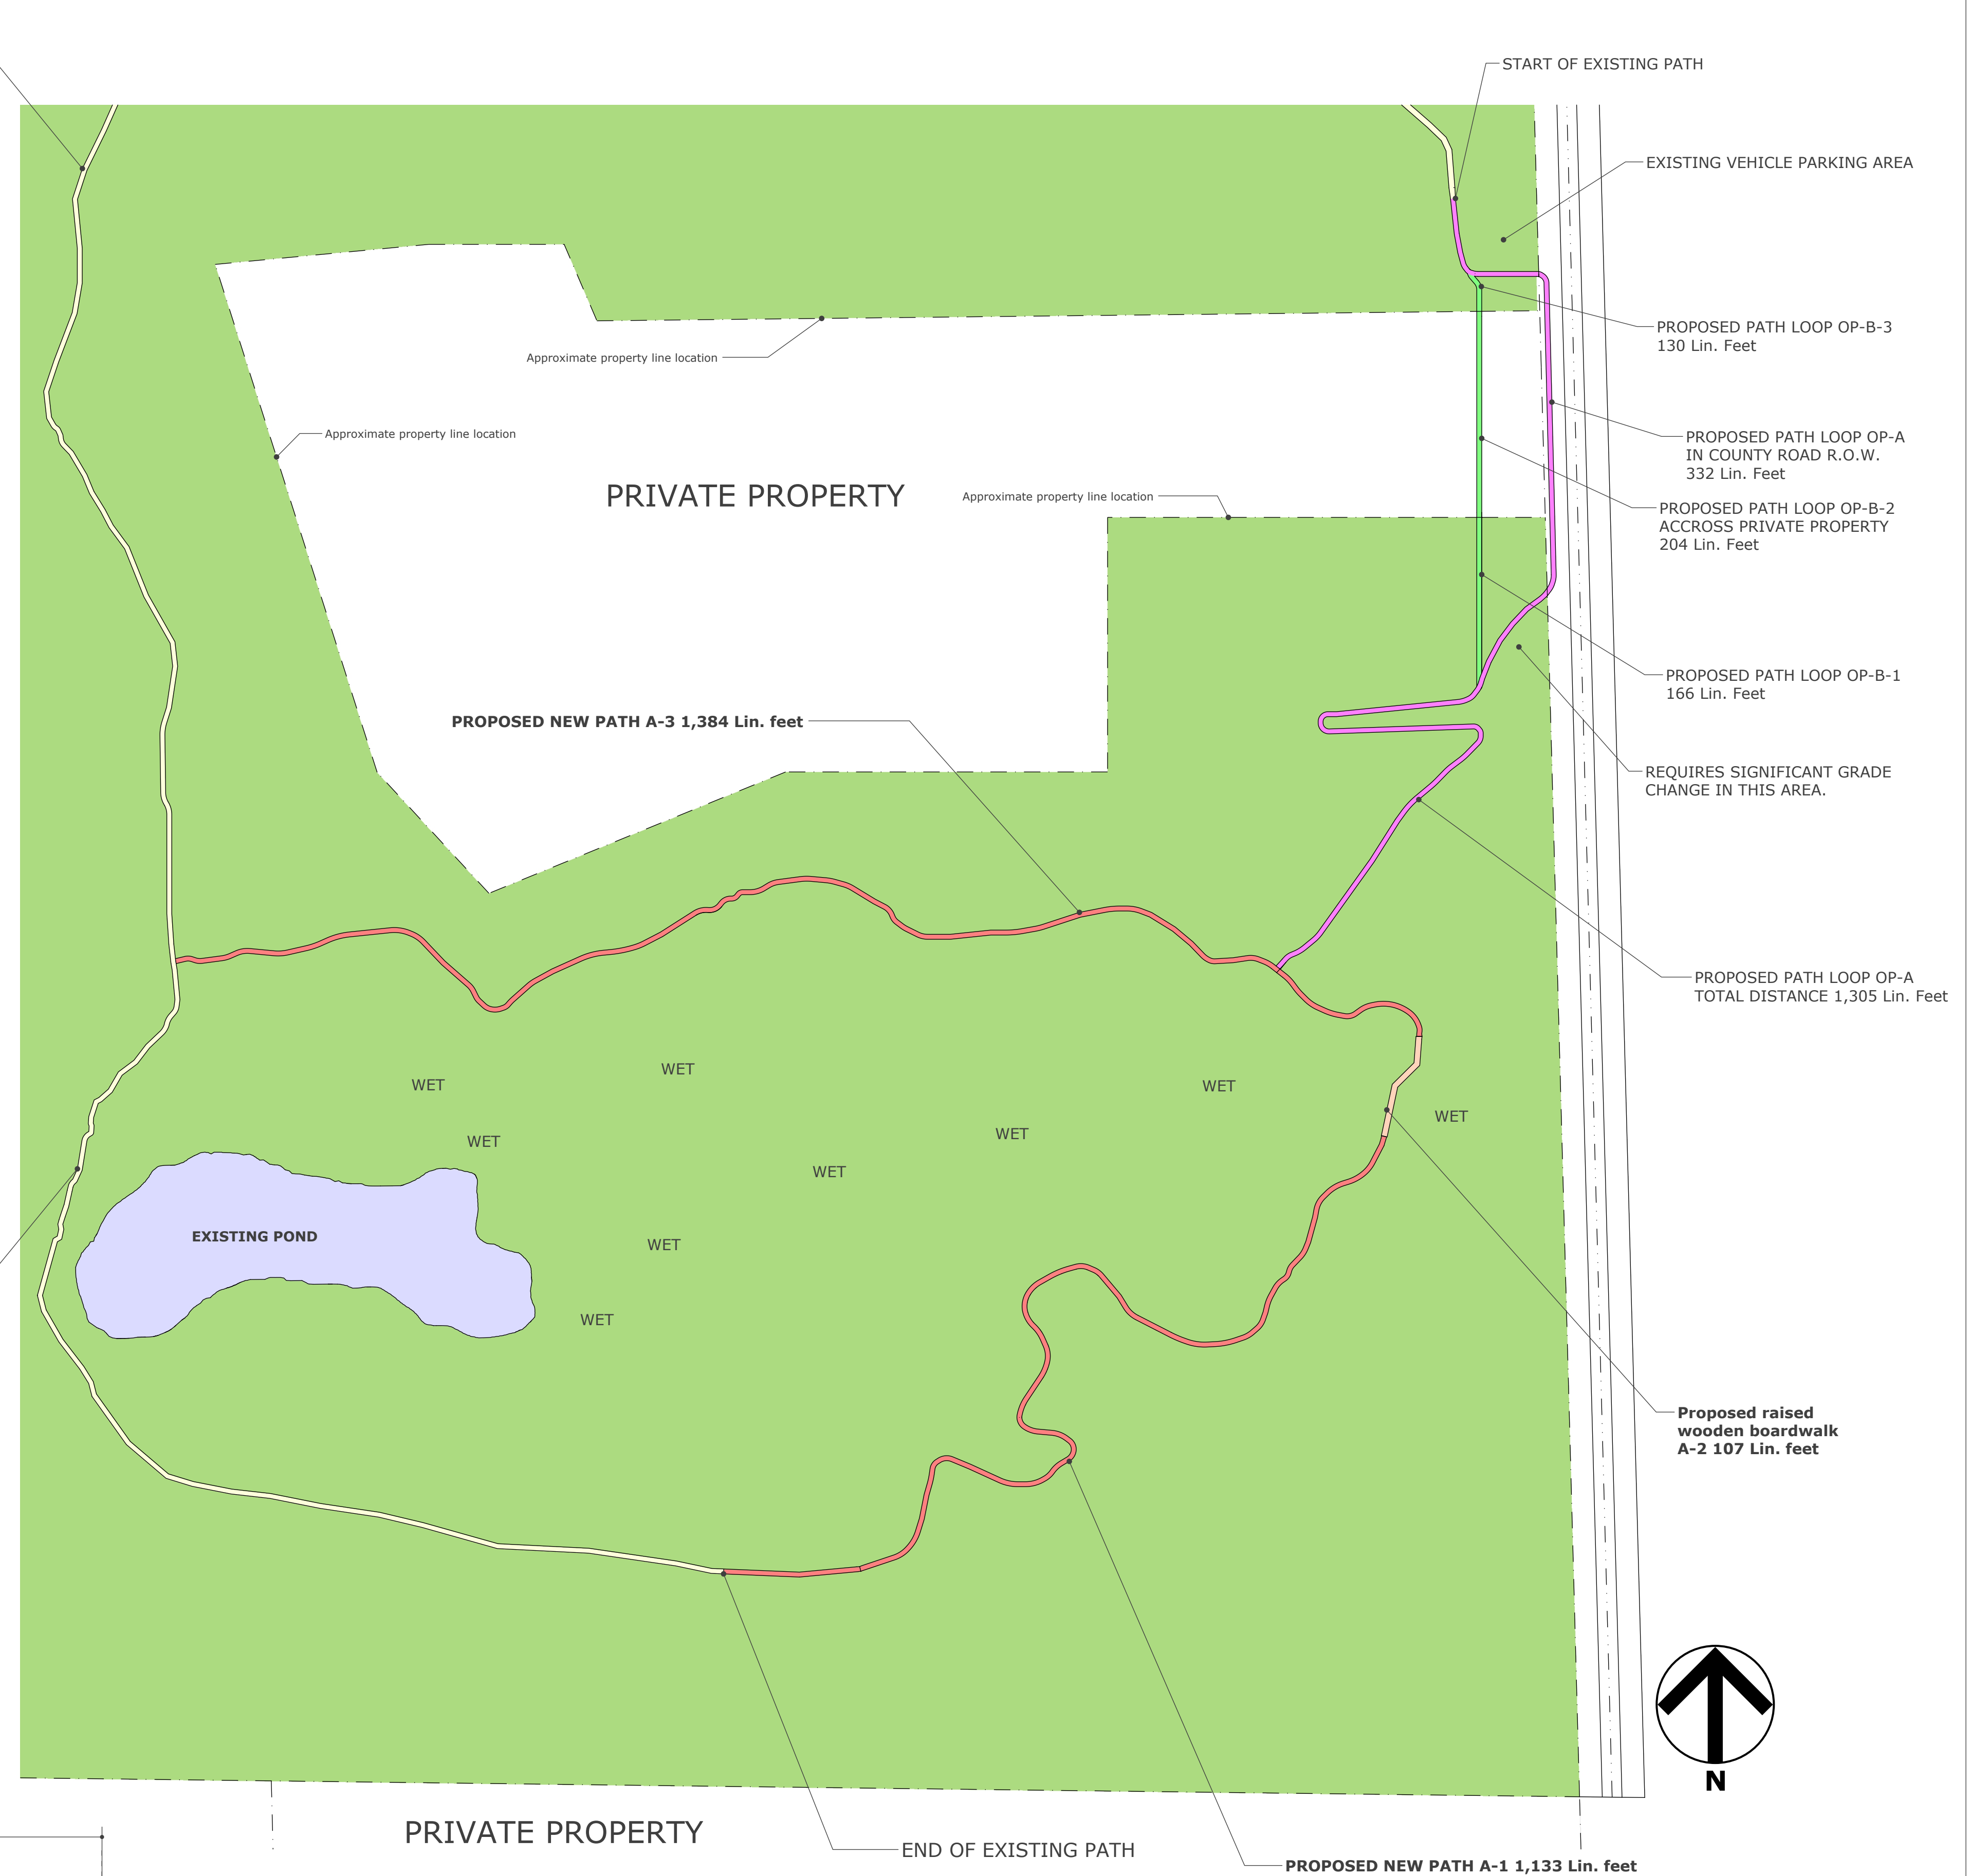 START OF EXISTING PATH
EXISTING VEHICLE PARKING AREA
PROPOSED PATH LOOP OP-B-3
130 Lin. Feet
Approximate property line location
Approximate property line location
PROPOSED PATH LOOP OP-A
IN COUNTY ROAD R.O.W.
332 Lin. Feet
PRIVATE PROPERTY
Approximate property line location
PROPOSED PATH LOOP OP-B-2
ACCROSS PRIVATE PROPERTY
204 Lin. Feet
PROPOSED PATH LOOP OP-B-1
166 Lin. Feet
PROPOSED NEW PATH A-3 1,384 Lin. feet
REQUIRES SIGNIFICANT GRADE
CHANGE IN THIS AREA.
PROPOSED PATH LOOP OP-A
TOTAL DISTANCE 1,305 Lin. Feet
WET
WET
WET
WET
WET
WET
WET
EXISTING POND
WET
WET
Proposed raised
wooden boardwalk
A-2 107 Lin. feet
N
PRIVATE PROPERTY
END OF EXISTING PATH
PROPOSED NEW PATH A-1 1,133 Lin. feet